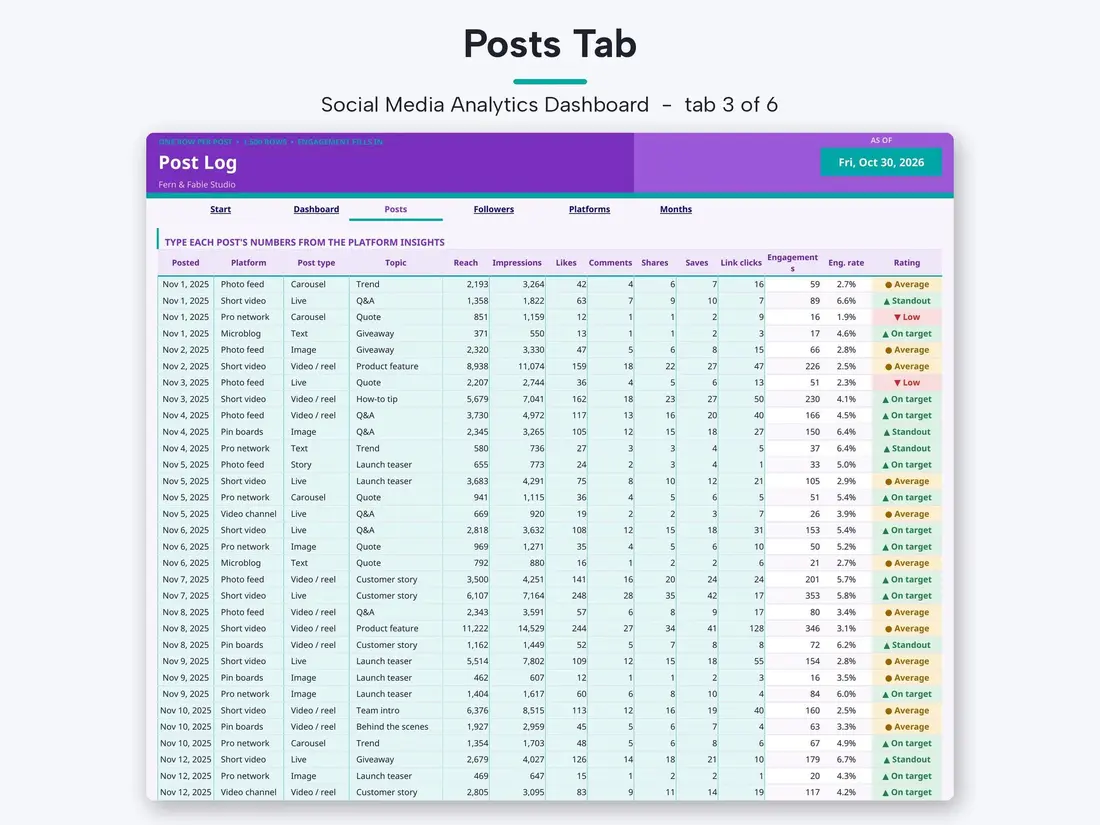 Posts Tab
Social Media Analytics Dashboard – tab 3 of 6
ONE ROW PER POST • 1,500 ROWS • ENGAGEMENT FILLS IN
AS OF
Post Log
Fri, Oct 30, 2026
Fern & Fable Studio
Start Dashboard Posts Followers Platforms Months
TYPE EACH POST'S NUMBERS FROM THE PLATFORM INSIGHTS
Posted Platform Post type Topic Reach Impressions Likes Comments Shares Saves Link clicks Engagements Eng. rate Rating
Nov 1, 2025 Photo feed Carousel Trend 2,193 3,264 42 4 6 7 16 59 2.7% ● Average
Nov 1, 2025 Short video Live Q&A 1,358 1,822 63 7 9 10 7 89 6.6% ▲ Standout
Nov 1, 2025 Pro network Carousel Quote 851 1,159 12 1 1 2 9 16 1.9% ▼ Low
Nov 1, 2025 Microblog Text Giveaway 371 550 13 1 1 2 3 17 4.6% ▲ On target
Nov 2, 2025 Photo feed Image Giveaway 2,320 3,330 47 5 6 8 15 66 2.8% ● Average
Nov 2, 2025 Short video Video / reel Product feature 8,938 11,074 159 18 22 27 47 226 2.5% ● Average
Nov 3, 2025 Photo feed Live Quote 2,207 2,744 36 4 5 6 13 51 2.3% ▼ Low
Nov 3, 2025 Short video Video / reel How-to tip 5,679 7,041 162 18 23 27 50 230 4.1% ▲ On target
Nov 4, 2025 Photo feed Video / reel Q&A 3,730 4,972 117 13 16 20 40 166 4.5% ▲ On target
Nov 4, 2025 Pin boards Image Q&A 2,345 3,265 105 12 15 18 27 150 6.4% ▲ Standout
Nov 4, 2025 Pro network Text Trend 580 736 27 3 3 4 5 37 6.4% ▲ Standout
Nov 5, 2025 Photo feed Story Launch teaser 655 773 24 2 3 4 1 33 5.0% ▲ On target
Nov 5, 2025 Short video Live Launch teaser 3,683 4,291 75 8 10 12 21 105 2.9% ● Average
Nov 5, 2025 Pro network Carousel Quote 941 1,115 36 4 5 6 5 51 5.4% ▲ On target
Nov 5, 2025 Video channel Live Q&A 669 920 19 2 2 3 7 26 3.9% ● Average
Nov 6, 2025 Short video Live Q&A 2,818 3,632 108 12 15 18 31 153 5.4% ▲ On target
Nov 6, 2025 Pro network Image Quote 969 1,271 35 4 5 6 10 50 5.2% ▲ On target
Nov 6, 2025 Microblog Text Quote 792 880 16 1 2 2 6 21 2.7% ● Average
Nov 7, 2025 Photo feed Video / reel Customer story 3,500 4,251 141 16 20 24 24 201 5.7% ▲ On target
Nov 7, 2025 Short video Live Customer story 6,107 7,164 248 28 35 42 17 353 5.8% ▲ On target
Nov 8, 2025 Photo feed Video / reel Q&A 2,343 3,591 57 6 8 9 17 80 3.4% ● Average
Nov 8, 2025 Short video Video / reel Product feature 11,222 14,529 244 27 34 41 128 346 3.1% ● Average
Nov 8, 2025 Pin boards Video / reel Customer story 1,162 1,449 52 5 7 8 8 72 6.2% ▲ Standout
Nov 9, 2025 Short video Live Launch teaser 5,514 7,802 109 12 15 18 55 154 2.8% ● Average
Nov 9, 2025 Pin boards Image Launch teaser 462 607 12 1 1 2 3 16 3.5% ● Average
Nov 9, 2025 Pro network Image Launch teaser 1,404 1,617 60 6 8 10 4 84 6.0% ▲ On target
Nov 10, 2025 Short video Video / reel Team intro 6,376 8,515 113 12 16 19 40 160 2.5% ● Average
Nov 10, 2025 Pin boards Video / reel Behind the scenes 1,927 2,959 45 5 6 7 4 63 3.3% ● Average
Nov 10, 2025 Pro network Carousel Trend 1,354 1,703 48 5 6 8 6 67 4.9% ▲ On target
Nov 12, 2025 Short video Live Giveaway 2,679 4,027 126 14 18 21 10 179 6.7% ▲ Standout
Nov 12, 2025 Pro network Image Launch teaser 469 647 15 1 2 2 1 20 4.3% ▲ On target
Nov 12, 2025 Video channel Video / reel Customer story 2,805 3,095 83 9 11 14 19 117 4.2% ▲ On target